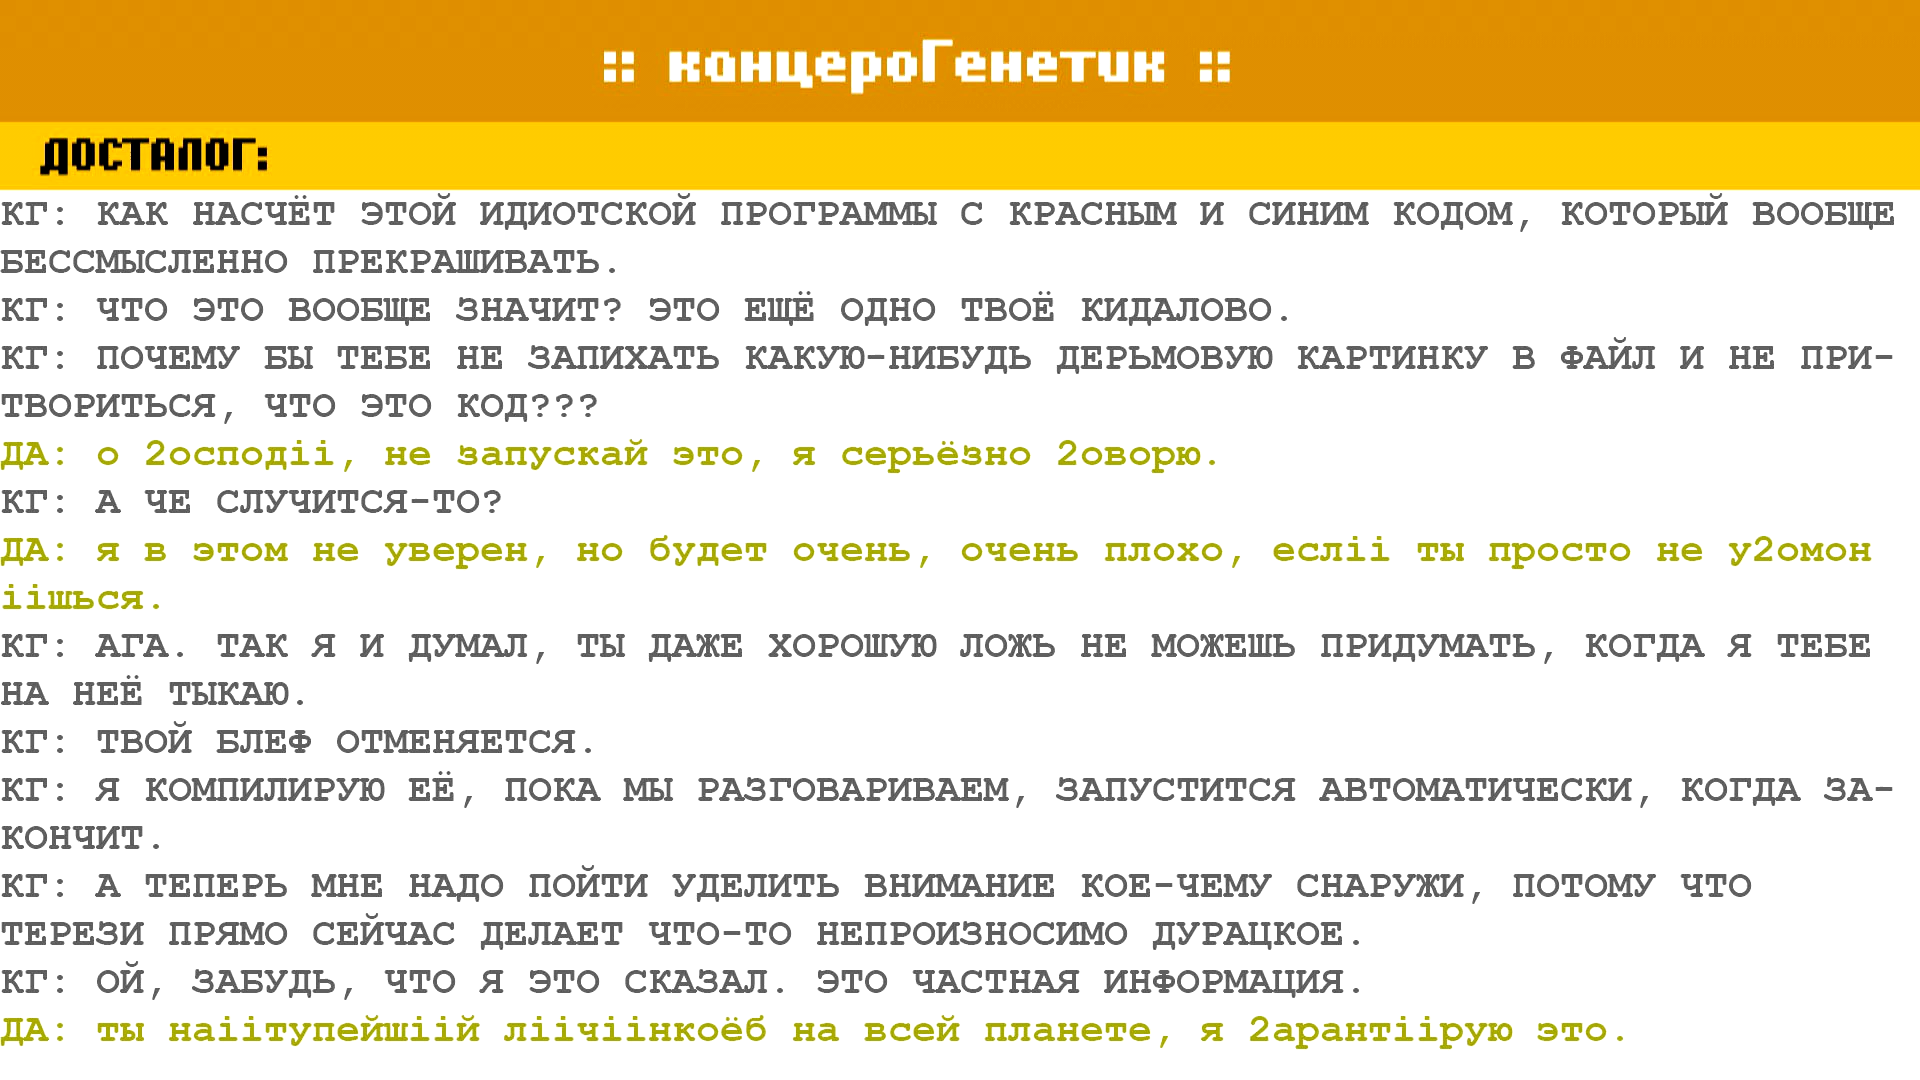 :: концероГенетик ::
ДОСТАЛОГ:
КГ: КАК НАСЧЁТ ЭТОЙ ИДИОТСКОЙ ПРОГРАММЫ С КРАСНЫМ И СИНИМ КОДОМ, КОТОРЫЙ ВООБЩЕ
БЕССМЫСЛЕННО ПРЕКРАШИВАТЬ.
КГ: ЧТО ЭТО ВООБЩЕ ЗНАЧИТ? ЭТО ЕЩЁ ОДНО ТВОЁ КИДАЛОВО.
КГ: ПОЧЕМУ БЫ ТЕБЕ НЕ ЗАПИХАТЬ КАКУЮ-НИБУДЬ ДЕРЬМОВУЮ КАРТИНКУ В ФАЙЛ И НЕ ПРИ-
ТВОРИТЬСЯ, ЧТО ЭТО КОД???
ДА: о 2осподіі, не запускай это, я серьёзно 2оворю.
КГ: А ЧЕ СЛУЧИТСЯ-ТО?
ДА: я в этом не уверен, но будет очень, очень плохо, есліі ты просто не у2омон
іішься.
КГ: АГА. ТАК Я И ДУМАЛ, ТЫ ДАЖЕ ХОРОШУЮ ЛОЖЬ НЕ МОЖЕШЬ ПРИДУМАТЬ, КОГДА Я ТЕБЕ
НА НЕЁ ТЫКАЮ.
КГ: ТВОЙ БЛЕФ ОТМЕНЯЕТСЯ.
КГ: Я КОМПИЛИРУЮ ЕЁ, ПОКА МЫ РАЗГОВАРИВАЕМ, ЗАПУСТИТСЯ АВТОМАТИЧЕСКИ, КОГДА ЗА-
КОНЧИТ.
КГ: А ТЕПЕРЬ МНЕ НАДО ПОЙТИ УДЕЛИТЬ ВНИМАНИЕ КОЕ-ЧЕМУ СНАРУЖИ, ПОТОМУ ЧТО
ТЕРЕЗИ ПРЯМО СЕЙЧАС ДЕЛАЕТ ЧТО-ТО НЕПРОИЗНОСИМО ДУРАЦКОЕ.
КГ: ОЙ, ЗАБУДЬ, ЧТО Я ЭТО СКАЗАЛ. ЭТО ЧАСТНАЯ ИНФОРМАЦИЯ.
ДА: ты наіітупейшіій ліічіінкоёб на всей планете, я 2арантіірую это.